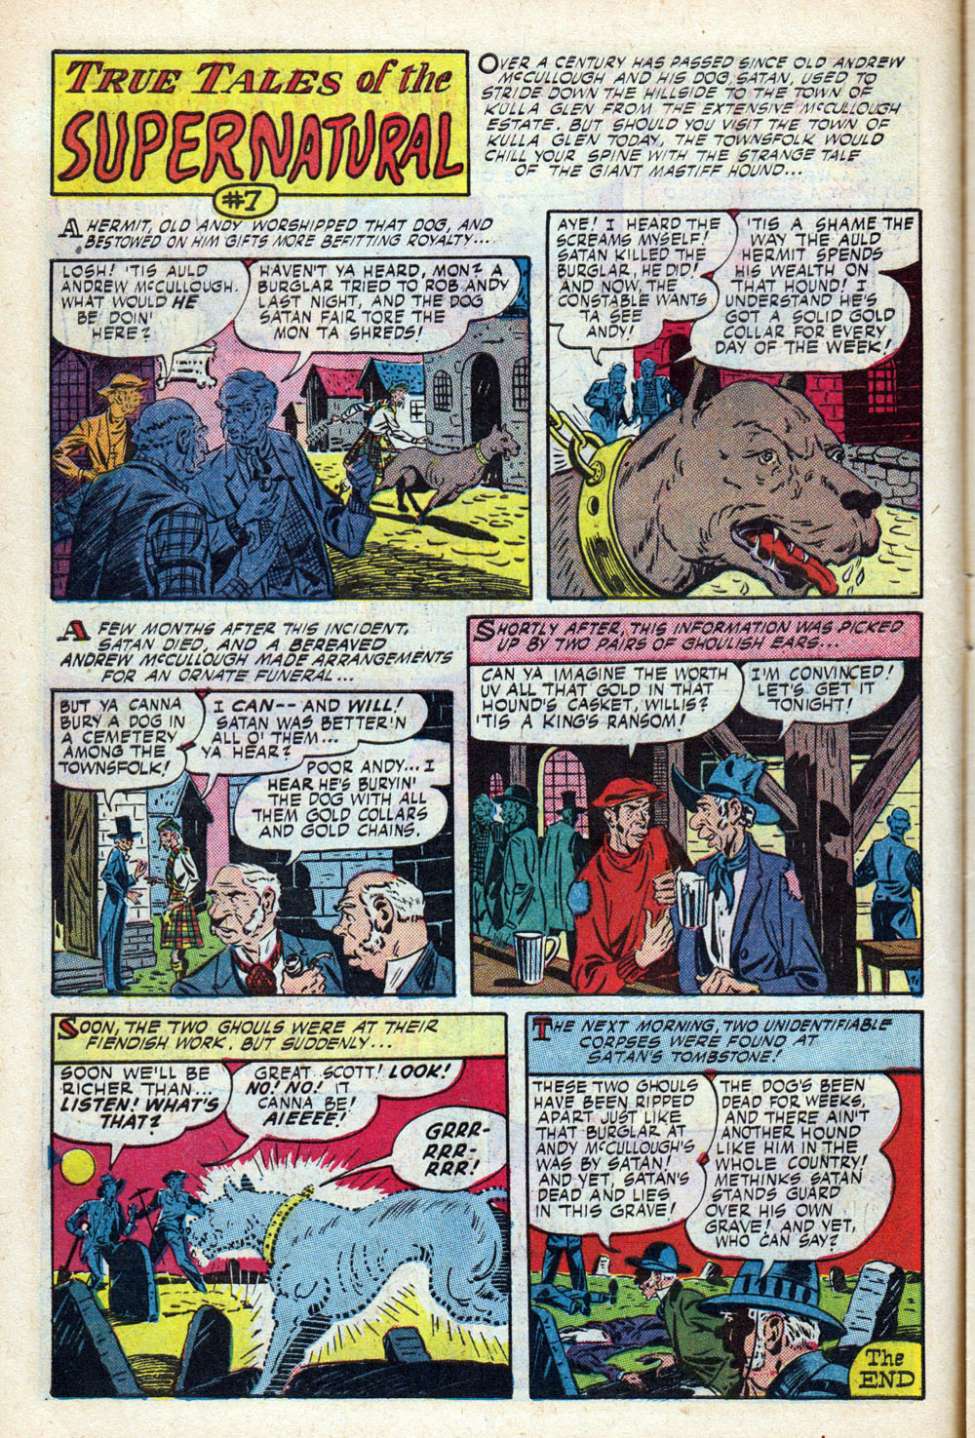 TRUE TALES of the
SUPERNATURAL
#7
OVER A CENTURY HAS PASSED SINCE OLD ANDREW
McCULLOUGH AND HIS DOG, SATAN, USED TO
STRIDE DOWN THE HILLSIDE TO THE TOWN OF
KULLA GLEN FROM THE EXTENSIVE McCULLOUGH
ESTATE. BUT SHOULD YOU VISIT THE TOWN OF
KULLA GLEN TODAY, THE TOWNSFOLK WOULD
CHILL YOUR SPINE WITH THE STRANGE TALE
OF THE GIANT MASTIFF HOUND...
A HERMIT, OLD ANDY WORSHIPPED THAT DOG, AND
BESTOWED ON HIM GIFTS MORE BEFITTING ROYALTY...
LOSH! 'TIS AULD
ANDREW McCULLOUGH.
WHAT WOULD HE
BE DOIN'
HERE?
HAVEN'T YA HEARD, MON? A
BURGLAR TRIED TO ROB ANDY
LAST NIGHT, AND THE DOG
SATAN FAIR TORE THE
MON TA SHREDS!
AYE! I HEARD THE
SCREAMS MYSELF!
SATAN KILLED THE
BURGLAR, HE DID!
AND NOW, THE
CONSTABLE WANTS
TA SEE
ANDY!
'TIS A SHAME THE
WAY THE AULD
HERMIT SPENDS
HIS WEALTH ON
THAT HOUND! I
UNDERSTAND HE'S
GOT A SOLID GOLD
COLLAR FOR EVERY
DAY OF THE WEEK!
A FEW MONTHS AFTER THIS INCIDENT,
SATAN DIED, AND A BEREAVED
ANDREW McCULLOUGH MADE ARRANGEMENTS
FOR AN ORNATE FUNERAL...
BUT YA CANNA
BURY A DOG IN
A CEMETERY
AMONG THE
TOWNSFOLK!
I CAN-- AND WILL!
SATAN WAS BETTER'N
ALL O' THEM...
YA HEAR?
POOR ANDY... I
HEAR HE'S BURYIN'
THE DOG WITH ALL
THEM GOLD COLLARS
AND GOLD CHAINS.
SHORTLY AFTER, THIS INFORMATION WAS PICKED
UP BY TWO PAIRS OF GHOULISH EARS...
CAN YA IMAGINE THE WORTH
UV ALL THAT GOLD IN THAT
HOUND'S CASKET, WILLIS?
'TIS A KING'S RANSOM!
I'M CONVINCED!
LET'S GET IT
TONIGHT!
SOON, THE TWO GHOULS WERE AT THEIR
FIENDISH WORK. BUT SUDDENLY...
SOON WE'LL BE
RICHER THAN...
LISTEN! WHAT'S
THAT?
GREAT SCOTT! LOOK!
NO! NO! IT
CANNA BE!
AIEEEE!
GRRR-
RRR-
RRR!
THE NEXT MORNING, TWO UNIDENTIFIABLE
CORPSES WERE FOUND AT
SATAN'S TOMBSTONE!
THESE TWO GHOULS
HAVE BEEN RIPPED
APART JUST LIKE
THAT BURGLAR AT
ANDY McCULLOUGH'S
WAS BY SATAN!
AND YET, SATAN'S
DEAD AND LIES
IN THIS GRAVE!
THE DOG'S BEEN
DEAD FOR WEEKS,
AND THERE AIN'T
ANOTHER HOUND
LIKE HIM IN THE
WHOLE COUNTRY!
METHINKS SATAN
STANDS GUARD
OVER HIS OWN
GRAVE! AND YET,
WHO CAN SAY?
The
END